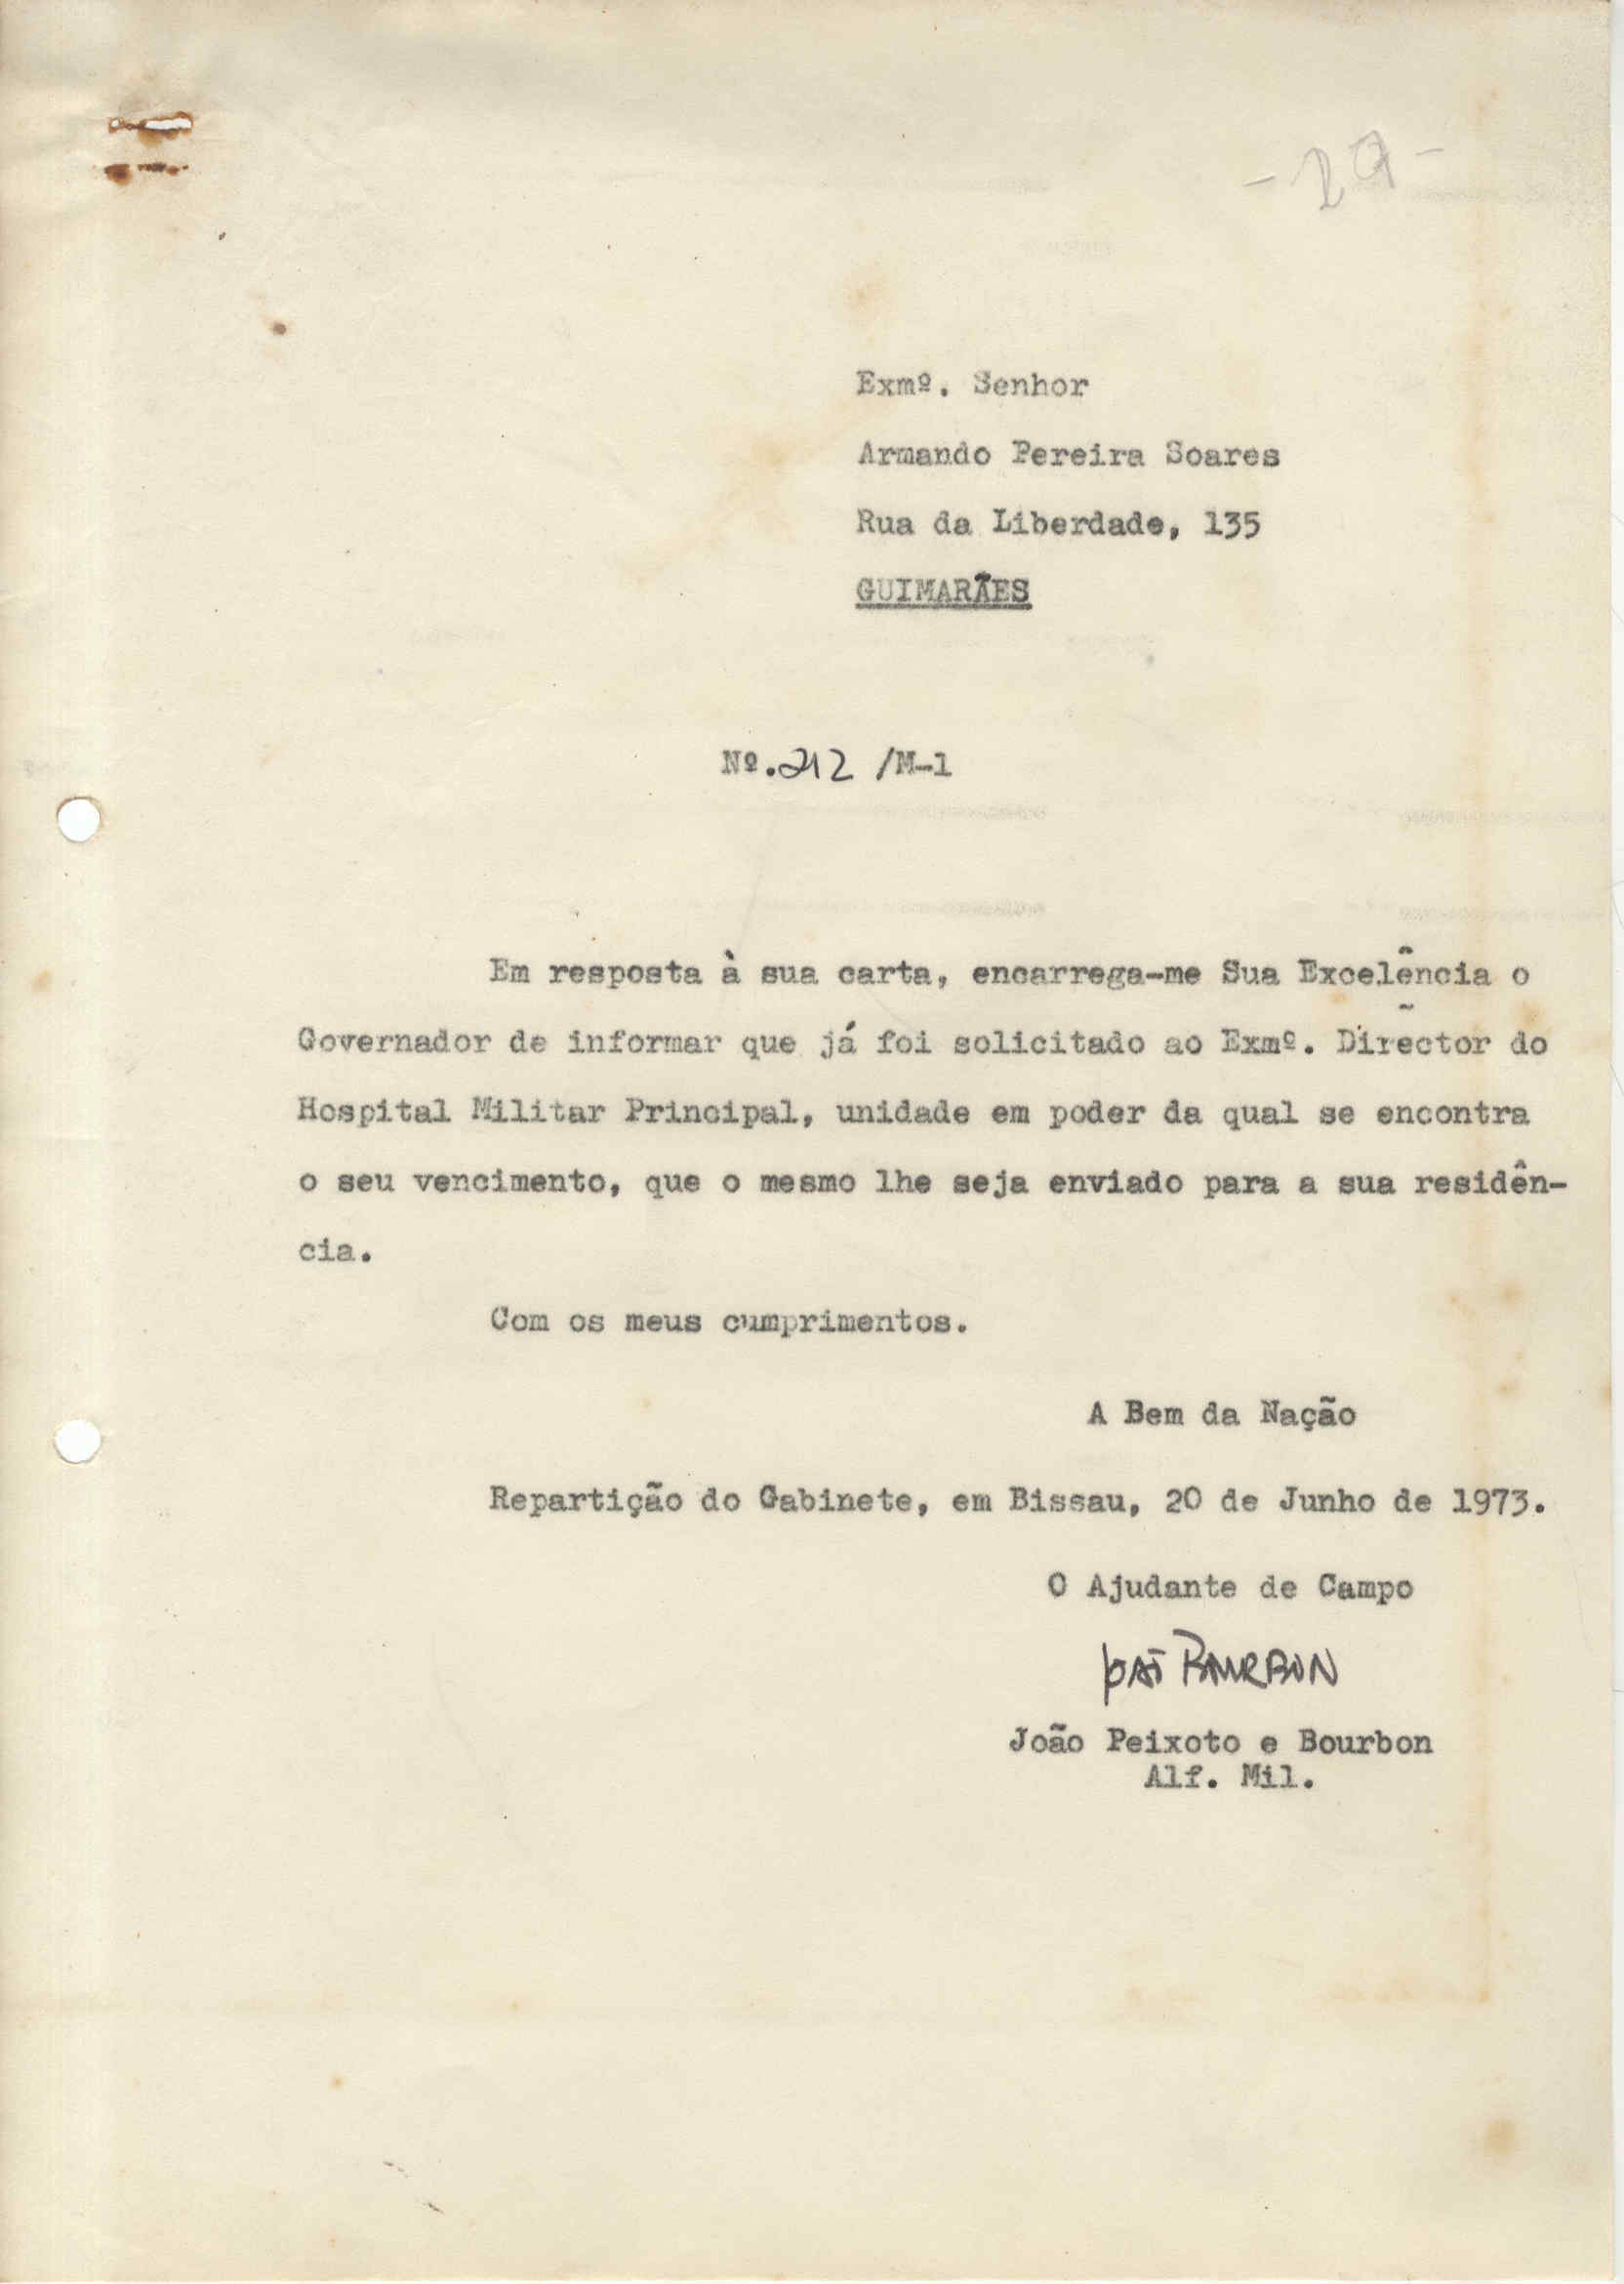 - 29 -
Exmº. Senhor
Armando Pereira Soares
Rua da Liberdade, 135
GUIMARÃES
Nº.212 /M-1
Em resposta à sua carta, encarrega-me Sua Excelência o
Governador de informar que já foi solicitado ao Exmº. Director do
Hospital Militar Principal, unidade em poder da qual se encontra
o seu vencimento, que o mesmo lhe seja enviado para a sua residên-
cia.
Com os meus cumprimentos.
A Bem da Nação
Repartição do Gabinete, em Bissau, 20 de Junho de 1973.
O Ajudante de Campo
João Bourbon
João Peixoto e Bourbon
Alf. Mil.